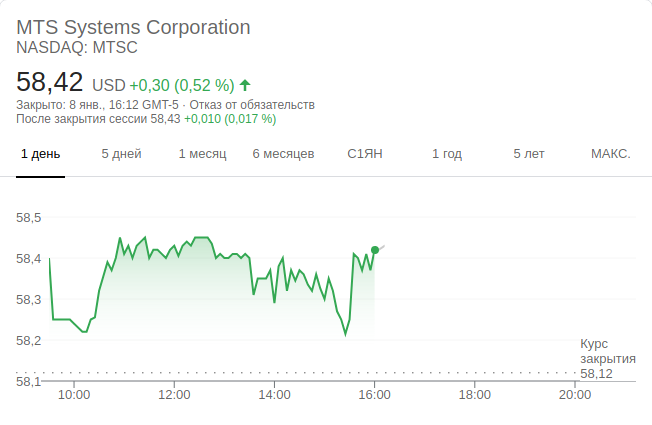 MTS Systems Corporation
NASDAQ: MTSC
58,42 USD +0,30 (0,52 %)
Закрыто: 8 янв., 16:12 GMT-5 · Отказ от обязательств
После закрытия сессии 58,43 +0,010 (0,017 %)
1 день 5 дней 1 месяц 6 месяцев С1ЯН 1 год 5 лет МАКС.
58,5
58,4
58,3
58,2
Курс
закрытия
58,12
58,1
10:00 12:00 14:00 16:00 18:00 20:00